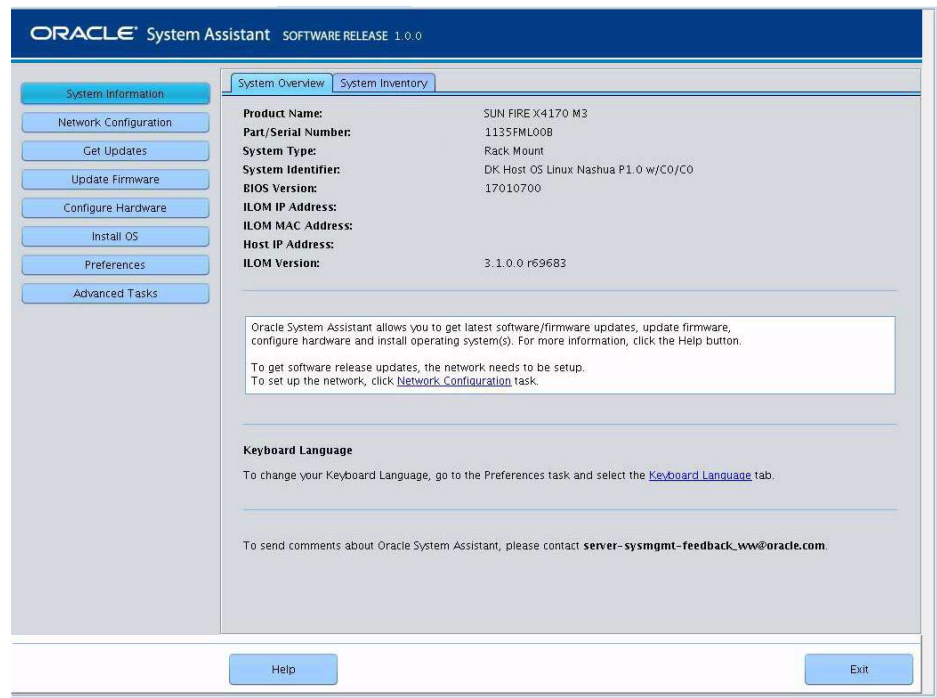 ORACLE System Assistant SOFTWARE RELEASE 1.0.0
System Information
Network Configuration
Get Updates
Update Firmware
Configure Hardware
Install OS
Preferences
Advanced Tasks
System Overview System Inventory
Product Name: SUN FIRE X4170 M3
Part/Serial Number: 1135FML00B
System Type: Rack Mount
System Identifier: DK Host OS Linux Nashua P1.0 w/C0/C0
BIOS Version: 17010700
ILOM IP Address:
ILOM MAC Address:
Host IP Address:
ILOM Version: 3.1.0.0 r69683
Oracle System Assistant allows you to get latest software/firmware updates, update firmware,
configure hardware and install operating system(s). For more information, click the Help button.
To get software release updates, the network needs to be setup.
To set up the network, click Network Configuration task.
Keyboard Language
To change your Keyboard Language, go to the Preferences task and select the Keyboard Language tab.
To send comments about Oracle System Assistant, please contact server-sysmgmt-feedback_ww@oracle.com.
Help
Exit